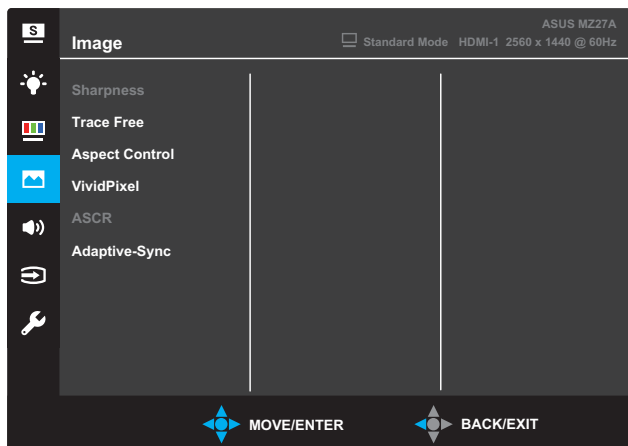 S
ASUS MZ27A
Image
Standard Mode HDMI-1 2560 x 1440 @ 60Hz
Sharpness
Trace Free
Aspect Control
VividPixel
ASCR
Adaptive-Sync
MOVE/ENTER BACK/EXIT